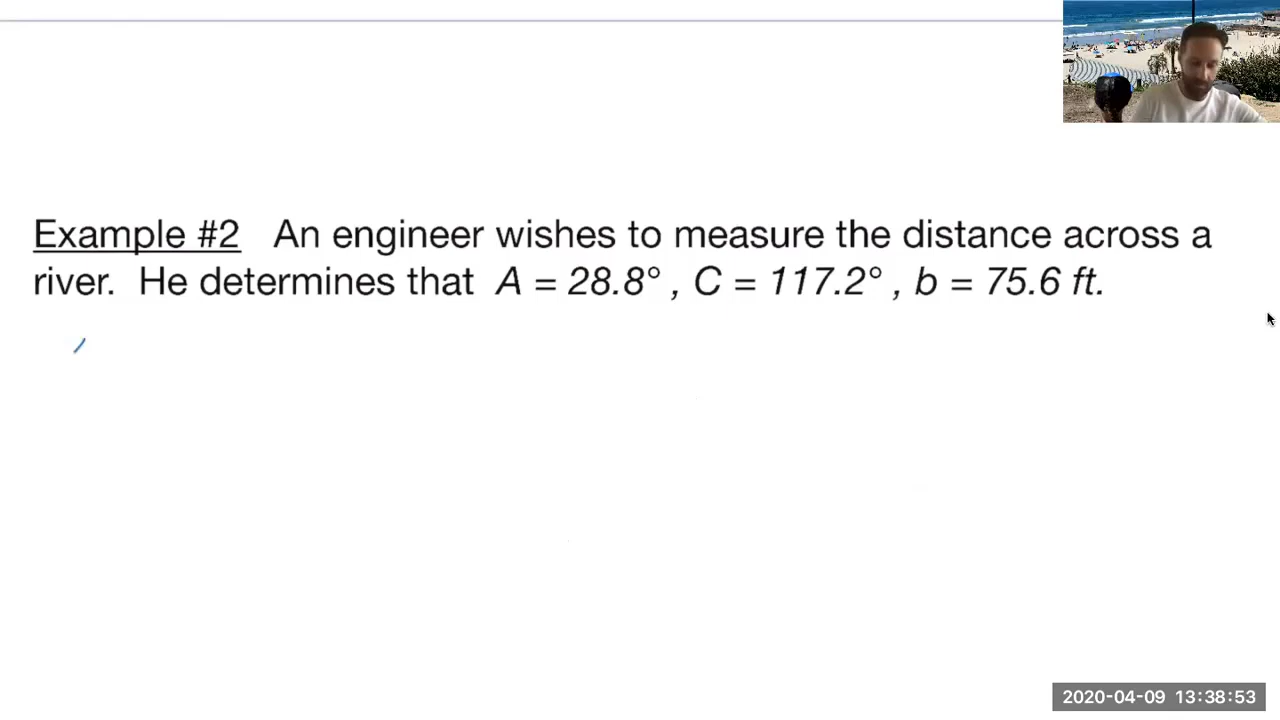 Example #2 An engineer wishes to measure the distance across a
river. He determines that A = 28.8° , C = 117.2° , b = 75.6 ft.
2020-04-09 13:38:53